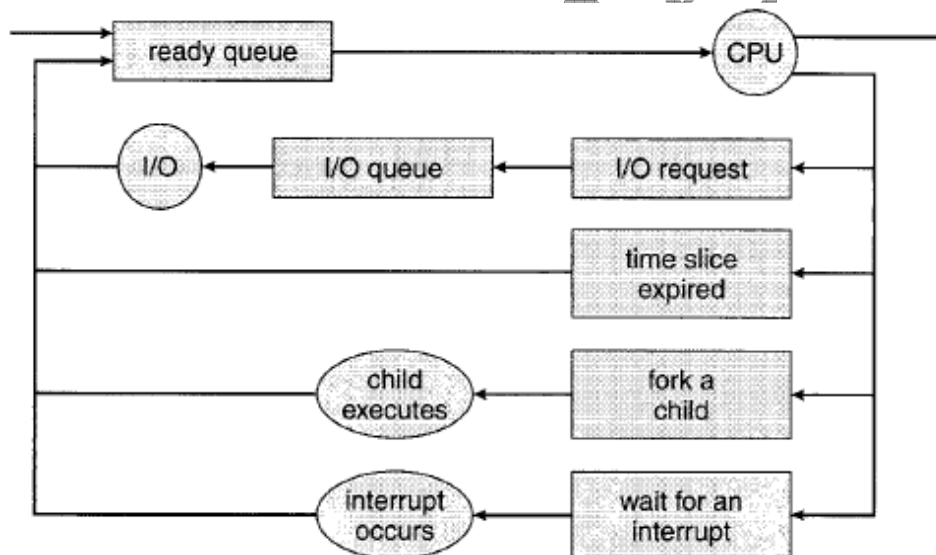 ready queue
CPU
I/O
I/O queue
I/O request
time slice
expired
child
executes
fork a
child
interrupt
occurs
wait for an
interrupt